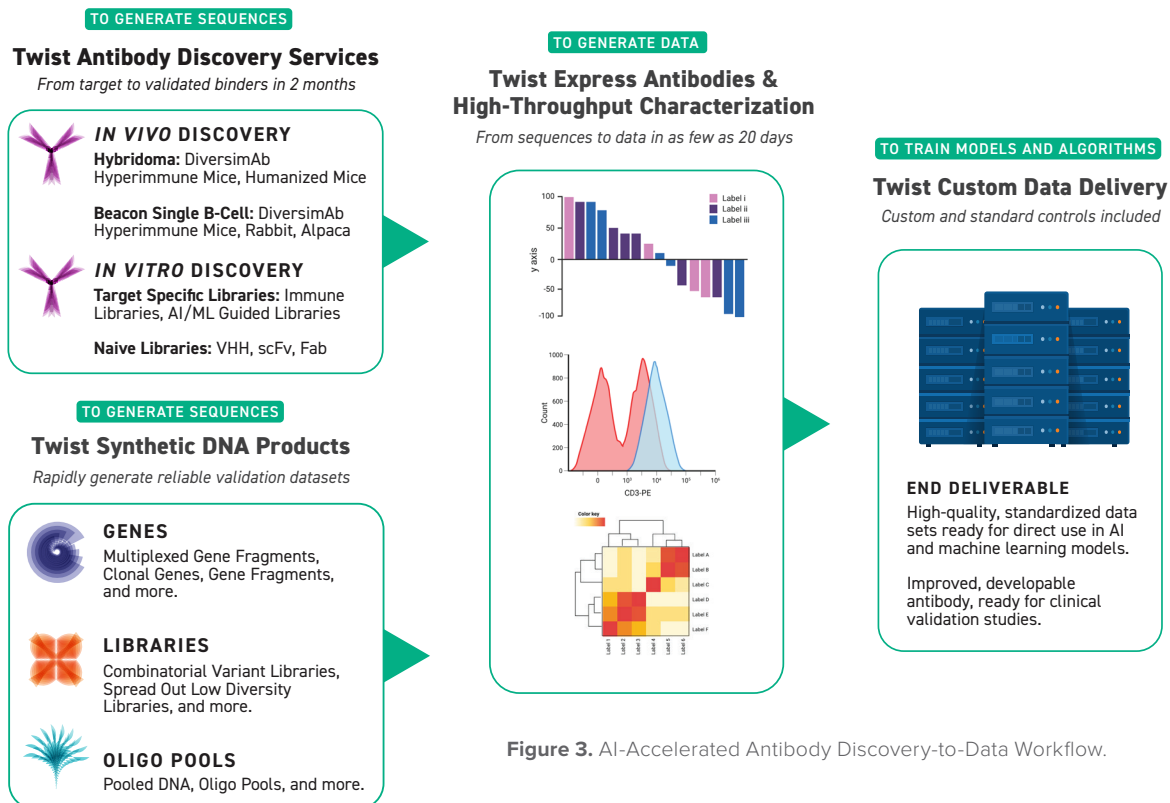 TO GENERATE SEQUENCES
Twist Antibody Discovery Services
From target to validated binders in 2 months
IN VIVO DISCOVERY
Hybridoma: DiversimAb
Hyperimmune Mice, Humanized Mice
Beacon Single B-Cell: DiversimAb
Hyperimmune Mice, Rabbit, Alpaca
IN VITRO DISCOVERY
Target Specific Libraries: Immune
Libraries, AI/ML Guided Libraries
Naive Libraries: VHH, scFv, Fab
TO GENERATE SEQUENCES
Twist Synthetic DNA Products
Rapidly generate reliable validation datasets
GENES
Multiplexed Gene Fragments,
Clonal Genes, Gene Fragments,
and more.
LIBRARIES
Combinatorial Variant Libraries,
Spread Out Low Diversity
Libraries, and more.
OLIGO POOLS
Pooled DNA, Oligo Pools, and more.
TO GENERATE DATA
Twist Express Antibodies &
High-Throughput Characterization
From sequences to data in as few as 20 days
100
50
0
-50
-100
y axis
Label i
Label ii
Label iii
1000
800
600
400
200
0
Count
0 10³ 10⁴ 10⁵ 10⁶
CD3-PE
Color key
Label A
Label B
Label C
Label D
Label E
Label F
Label 1
Label 2
Label 3
Label 4
Label 5
Label 6
TO TRAIN MODELS AND ALGORITHMS
Twist Custom Data Delivery
Custom and standard controls included
END DELIVERABLE
High-quality, standardized data
sets ready for direct use in AI
and machine learning models.
Improved, developable
antibody, ready for clinical
validation studies.
Figure 3. AI-Accelerated Antibody Discovery-to-Data Workflow.